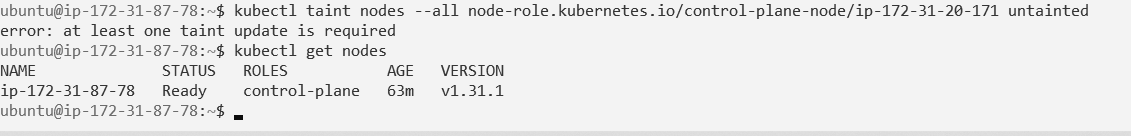 ubuntu@ip-172-31-87-78:~$ kubectl taint nodes --all node-role.kubernetes.io/control-plane-node/ip-172-31-20-171 untainted
error: at least one taint update is required
ubuntu@ip-172-31-87-78:~$ kubectl get nodes
NAME STATUS ROLES AGE VERSION
ip-172-31-87-78 Ready control-plane 63m v1.31.1
ubuntu@ip-172-31-87-78:~$